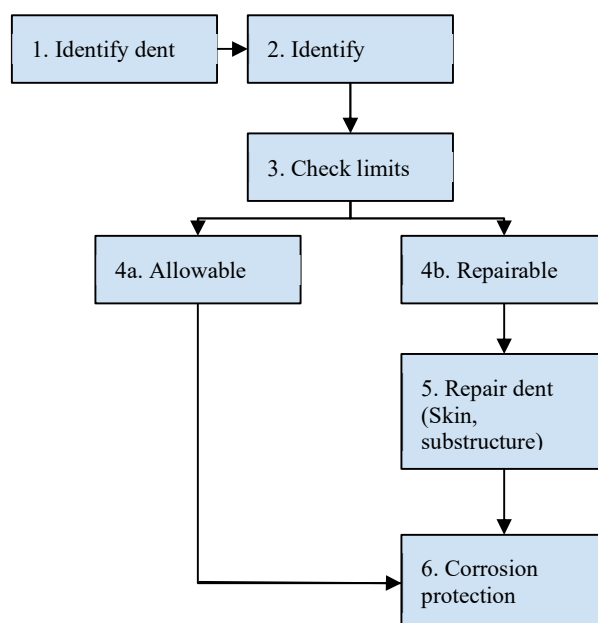 1. Identify dent
2. Identify
3. Check limits
4a. Allowable
4b. Repairable
5. Repair dent
(Skin,
substructure)
6. Corrosion
protection